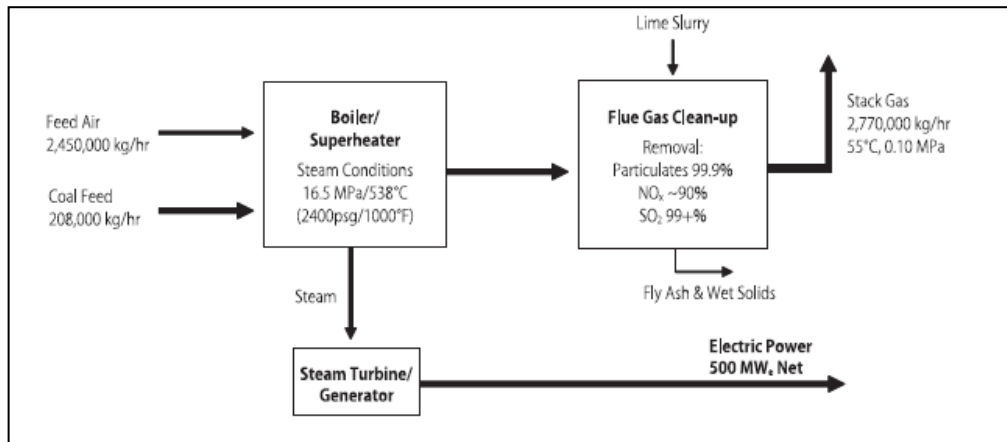 Lime Slurry
Feed Air
2,450,000 kg/hr
Coal Feed
208,000 kg/hr
Boiler/
Superheater
Steam Conditions
16.5 MPa/538°C
(2400psg/1000°F)
Flue Gas Clean-up
Removal:
Particulates 99.9%
NOₓ ~90%
SO₂ 99+%
Stack Gas
2,770,000 kg/hr
55°C, 0.10 MPa
Steam
Fly Ash & Wet Solids
Steam Turbine/
Generator
Electric Power
500 MWₑ Net